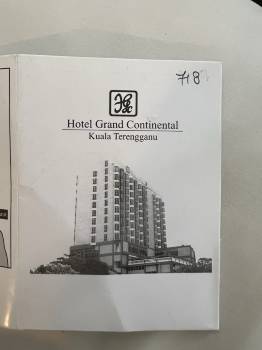 718
Hotel Grand Continental
Kuala Terengganu